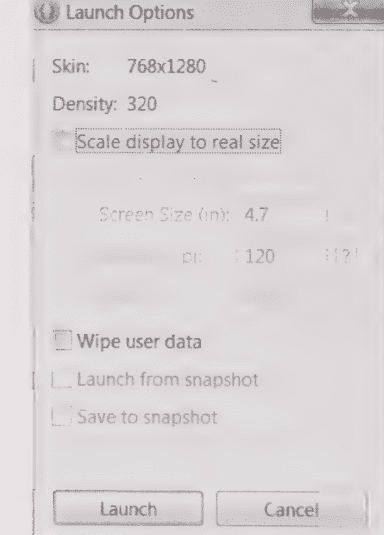 Launch Options
Skin: 768x1280
Density: 320
Scale display to real size
Screen Size (in): 4.7
120 ?
Wipe user data
Launch from snapshot
Save to snapshot
Launch Cancel